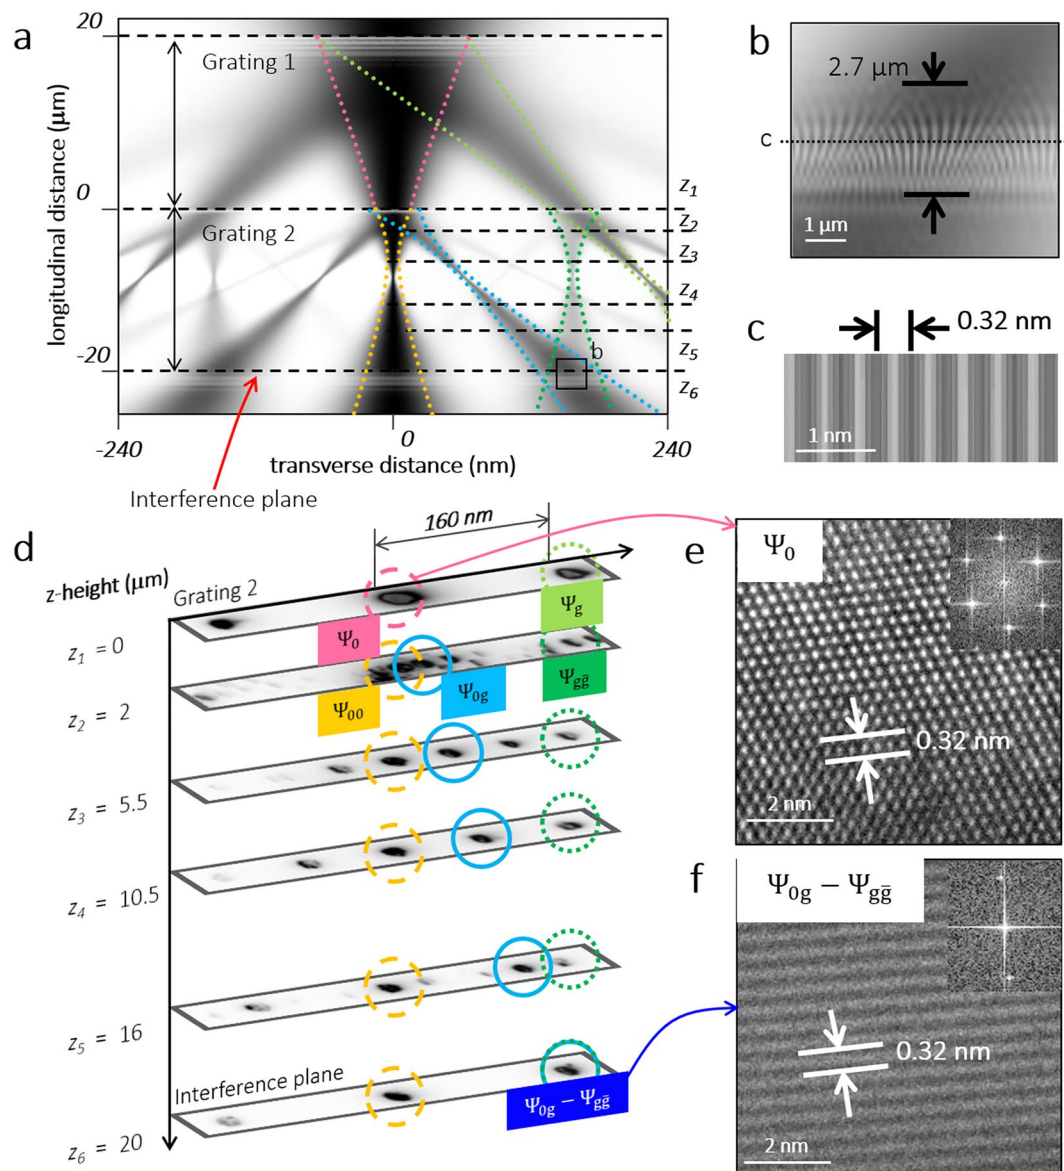 a
20
0
-20
longitudinal distance (μm)
Grating 1
Grating 2
z1
z2
z3
z4
z5
z6
b
-240
0
240
transverse distance (nm)
Interference plane
b
2.7 μm
c
1 μm
c
0.32 nm
1 nm
d
160 nm
z-height (μm)
Grating 2
z1 = 0
z2 = 2
z3 = 5.5
z4 = 10.5
z5 = 16
z6 = 20
Ψ0
Ψg
Ψ00
Ψ0g
Ψgḡ
Interference plane
Ψ0g − Ψgḡ
e
Ψ0
0.32 nm
2 nm
f
Ψ0g − Ψgḡ
0.32 nm
2 nm